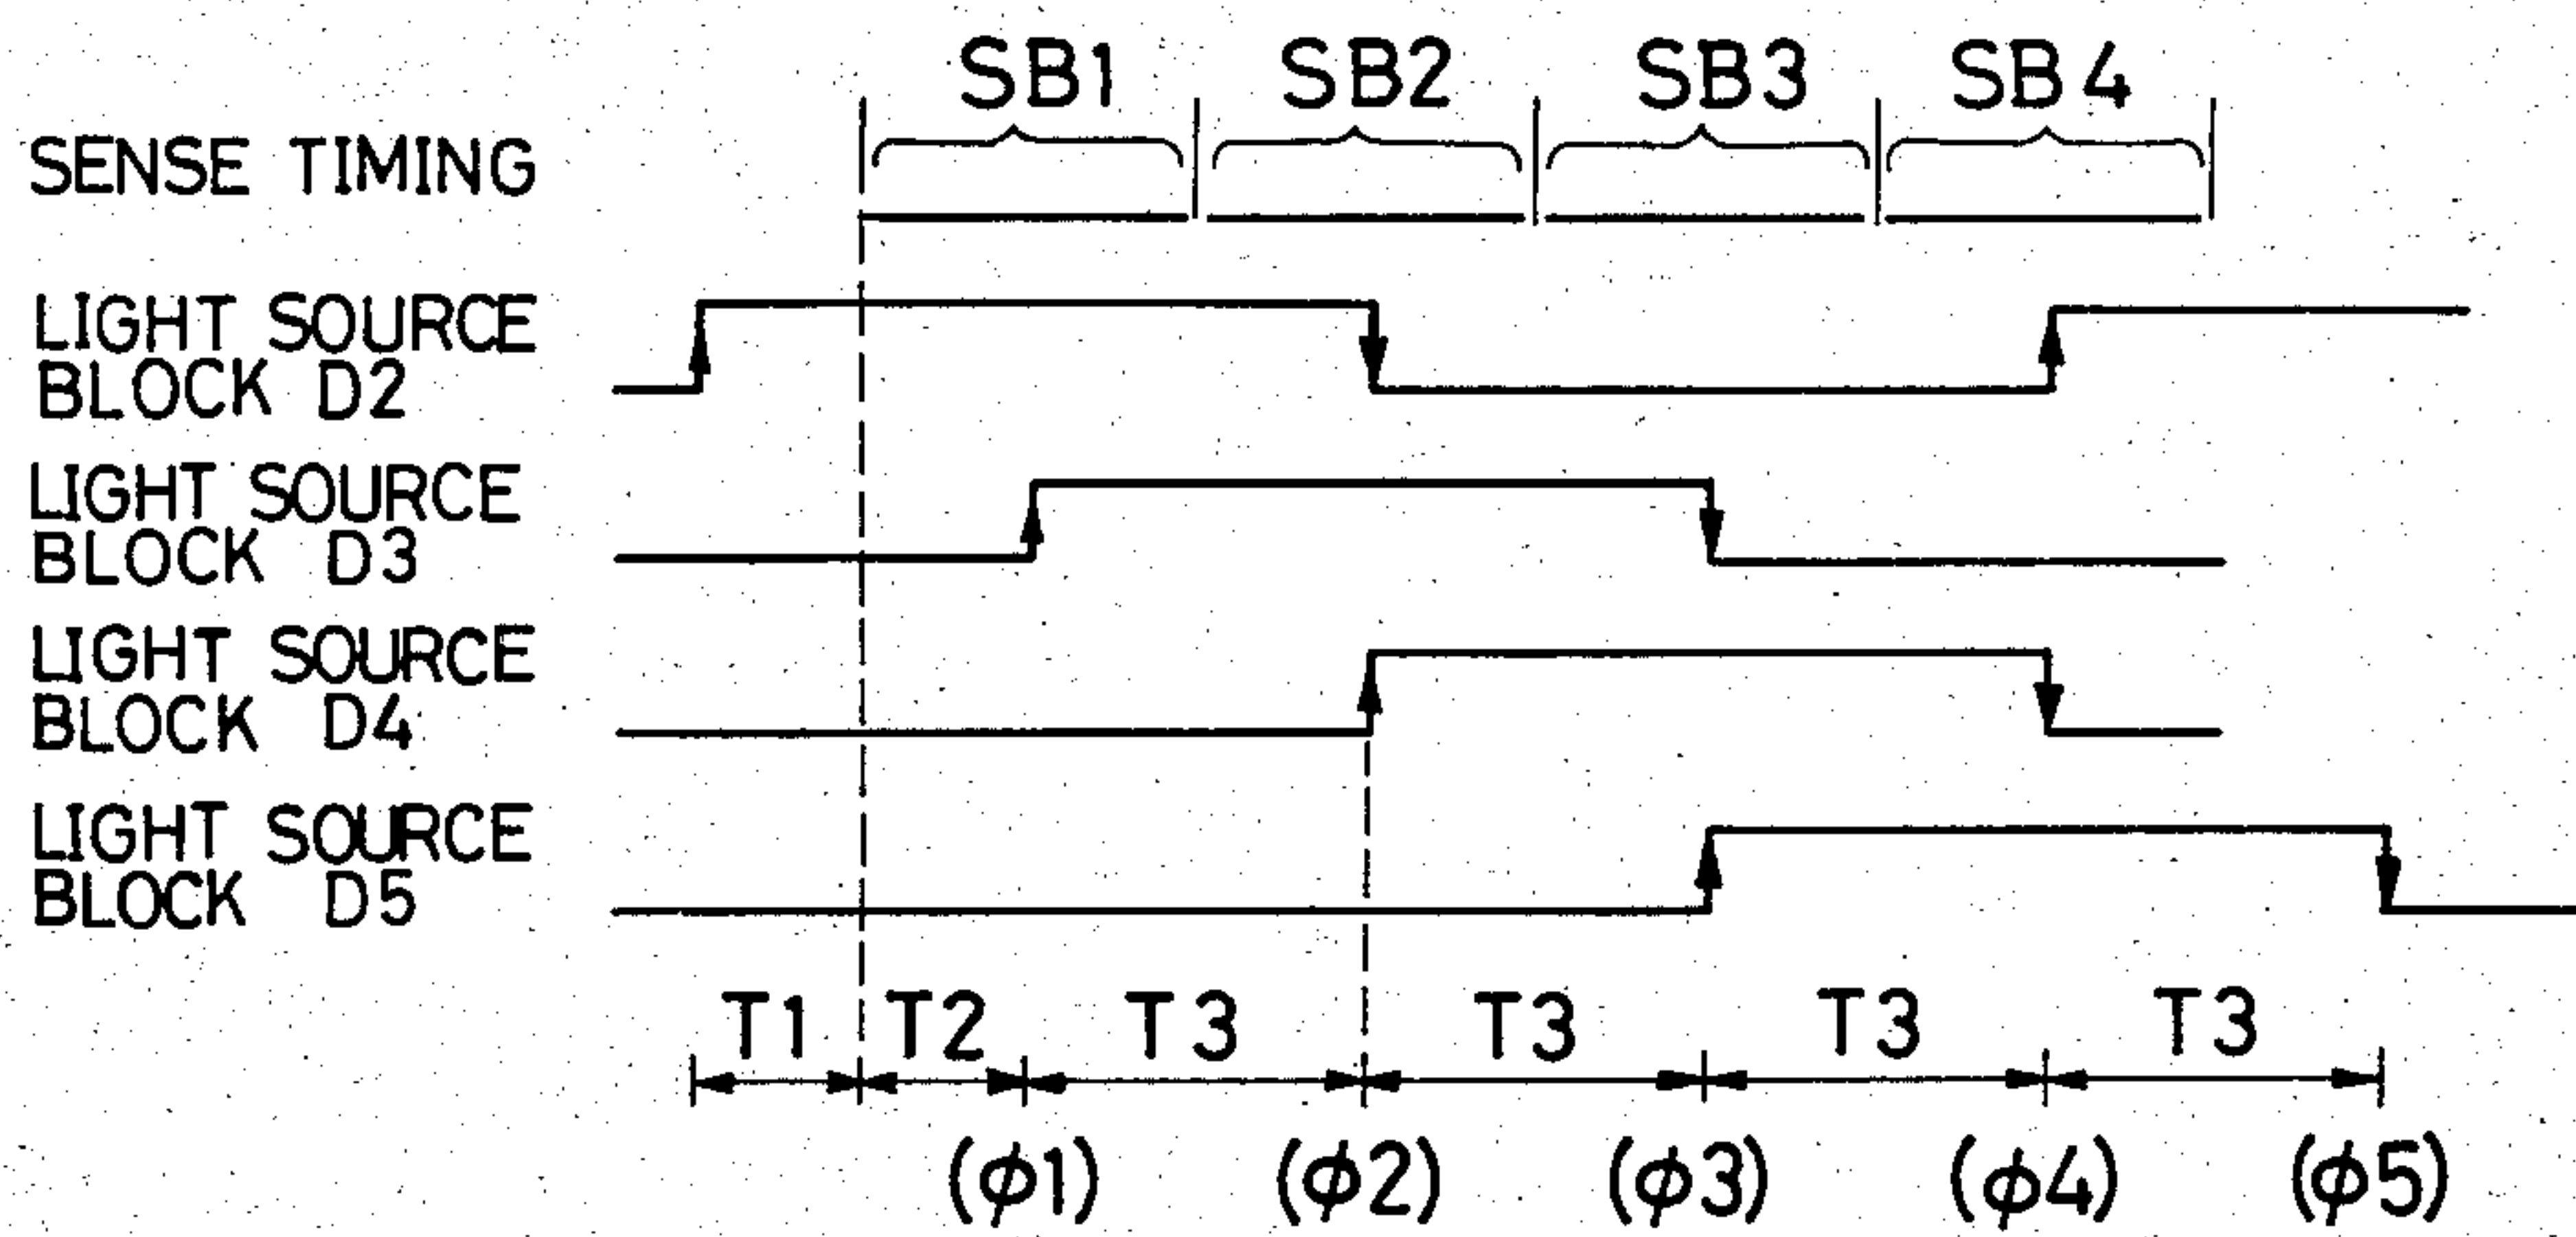 SB1 SB2 SB3 SB4
SENSE TIMING
LIGHT SOURCE
BLOCK D2
LIGHT SOURCE
BLOCK D3
LIGHT SOURCE
BLOCK D4
LIGHT SOURCE
BLOCK D5
T1 T2 T3 T3 T3 T3
(ϕ1) (ϕ2) (ϕ3) (ϕ4) (ϕ5)